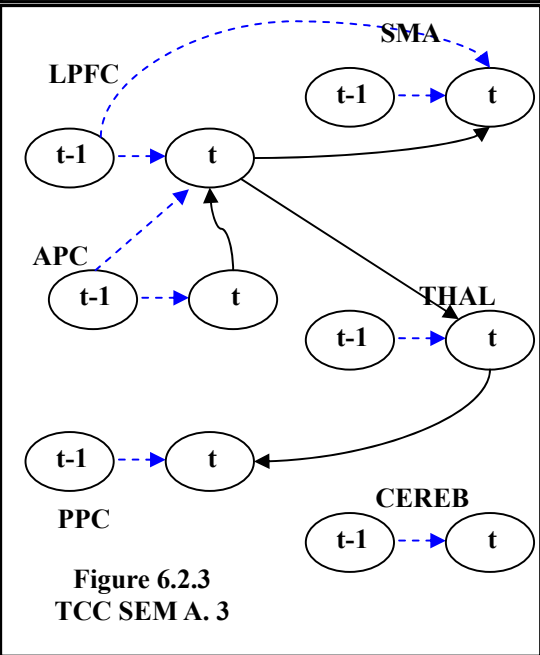 SMA
LPFC
t-1 t
t-1 t
APC
t-1 t
THAL
t-1 t
t-1 t
CEREB
PPC
t-1 t
Figure 6.2.3
TCC SEM A. 3